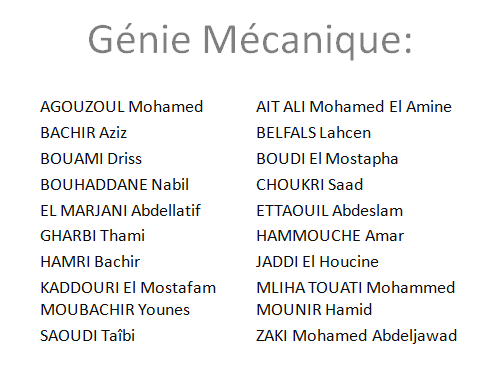 Génie Mécanique:
AGOUZOUL Mohamed
BACHIR Aziz
BOUAMI Driss
BOUHADDANE Nabil
EL MARJANI Abdellatif
GHARBI Thami
HAMRI Bachir
KADDOURI El Mostafam
MOUBACHIR Younes
SAOUDI Taîbi
AIT ALI Mohamed El Amine
BELFALS Lahcen
BOUDI El Mostapha
CHOUKRI Saad
ETTAOUIL Abdeslam
HAMMOUCHE Amar
JADDI El Houcine
MLIHA TOUATI Mohammed
MOUNIR Hamid
ZAKI Mohamed Abdeljawad